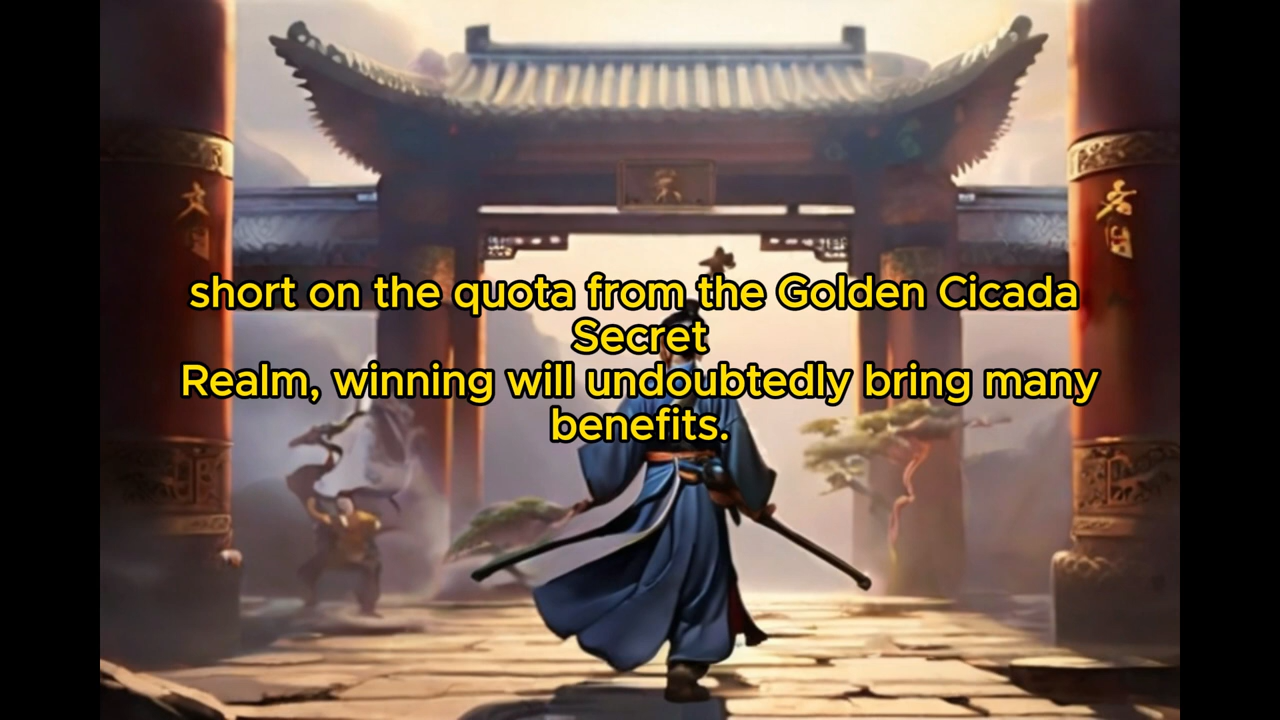 short on the quota from the Golden Cicada
Secret
Realm, winning will undoubtedly bring many
benefits.